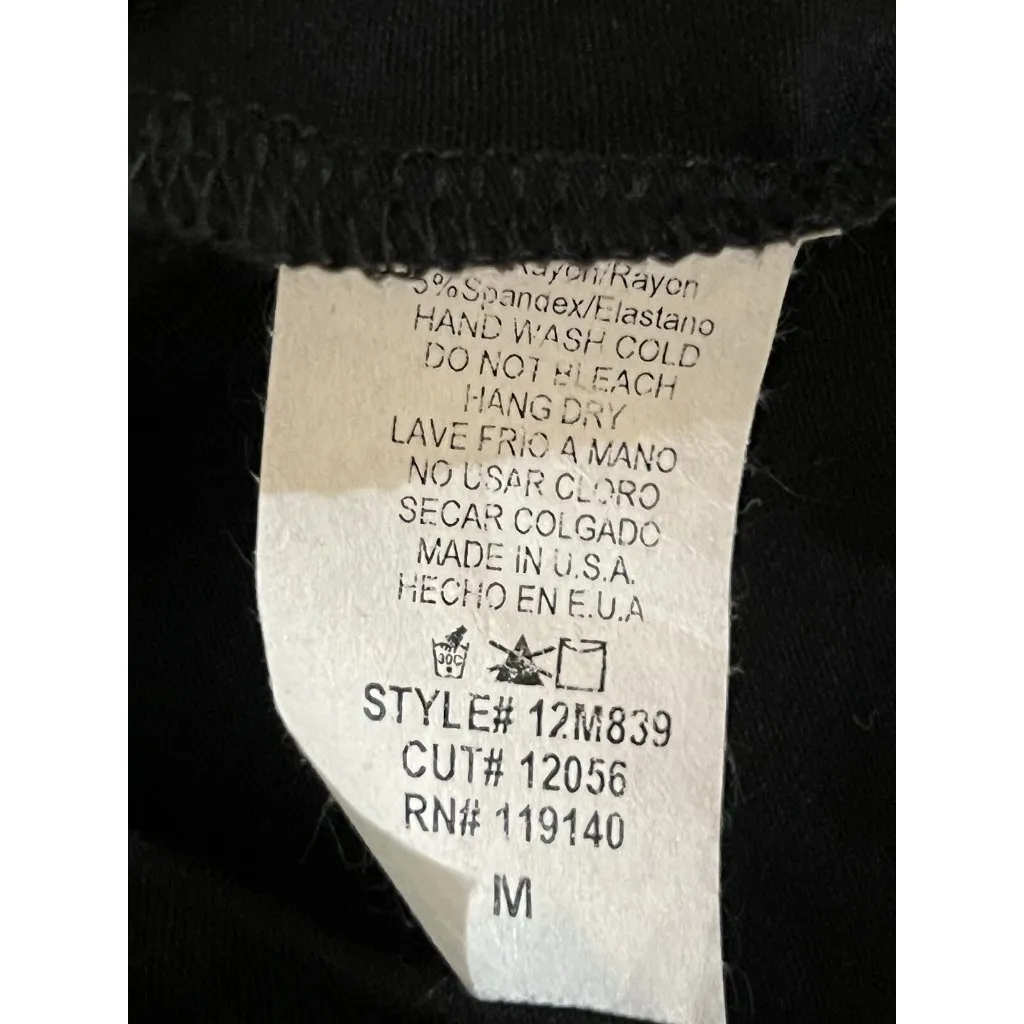 Rayon/Rayon
5%Spandex/Elastano
HAND WASH COLD
DO NOT BLEACH
HANG DRY
LAVE FRIO A MANO
NO USAR CLORO
SECAR COLGADO
MADE IN U.S.A.
HECHO EN E.U.A
30C
STYLE# 12M839
CUT# 12056
RN# 119140
M